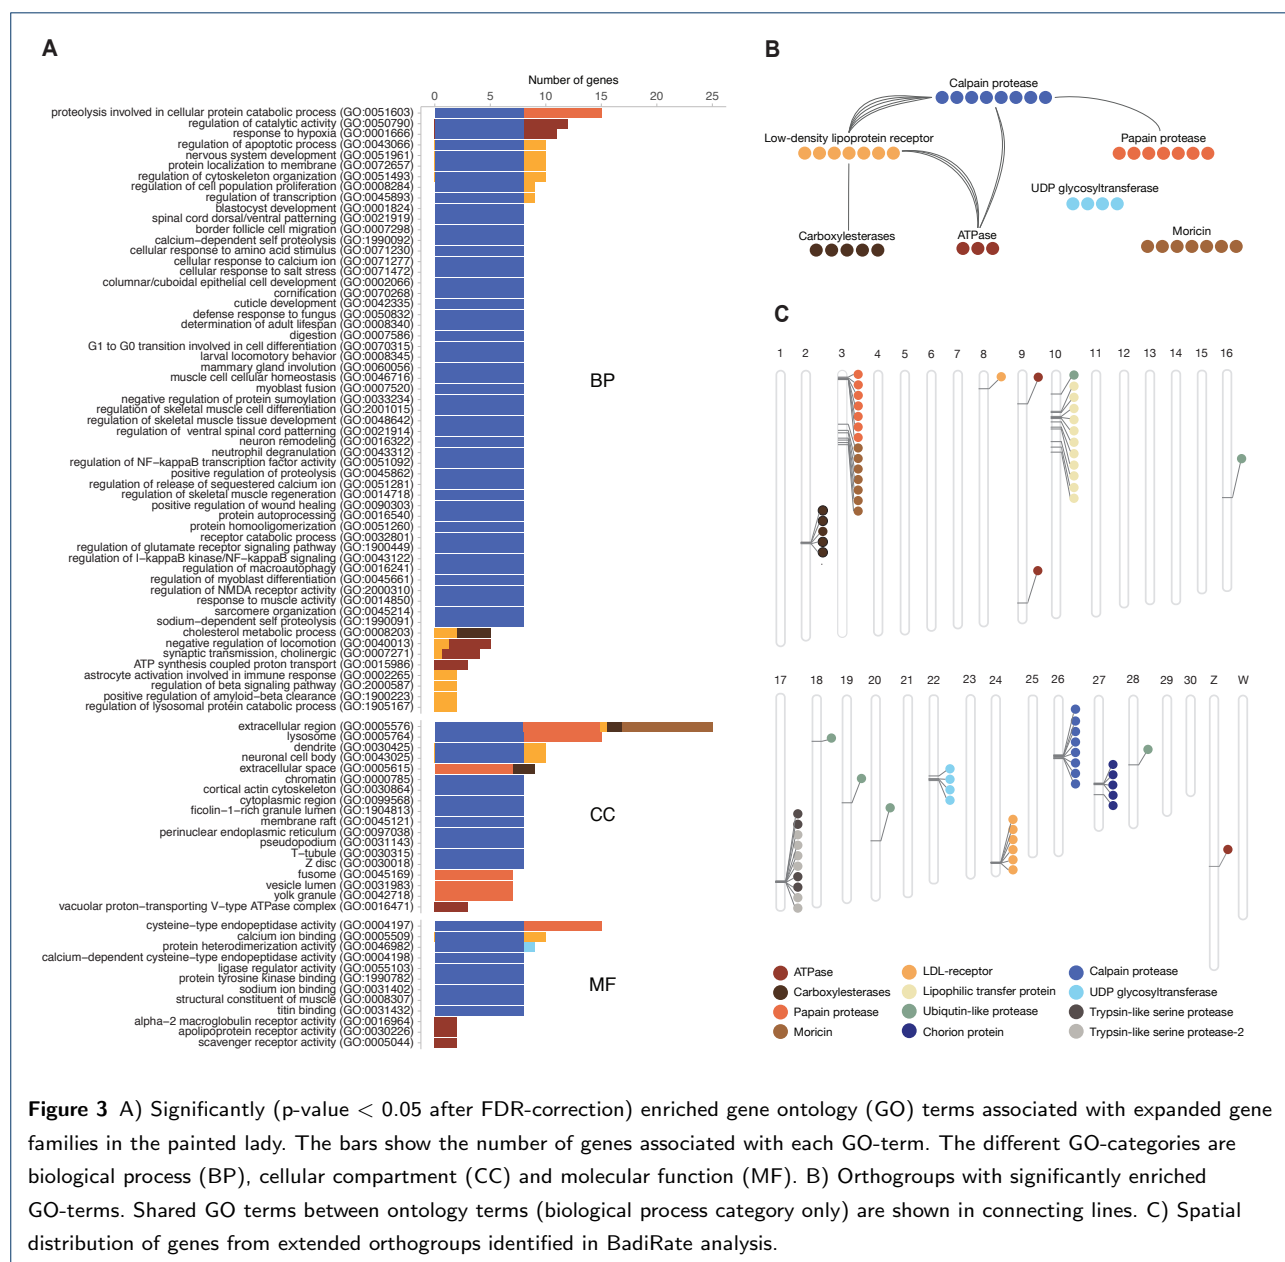 A
Number of genes
0 5 10 15 20 25
proteolysis involved in cellular protein catabolic process (GO:0051603)
regulation of catalytic activity (GO:0050790)
response to hypoxia (GO:0001666)
regulation of apoptotic process (GO:0043066)
nervous system development (GO:0051961)
protein localization to membrane (GO:0072657)
regulation of cytoskeleton organization (GO:0051493)
regulation of cell population proliferation (GO:0008284)
regulation of transcription (GO:0045893)
blastocyst development (GO:0001824)
spinal cord dorsal/ventral patterning (GO:0021919)
border follicle cell migration (GO:0007298)
calcium−dependent self proteolysis (GO:1990092)
cellular response to amino acid stimulus (GO:0071230)
cellular response to calcium ion (GO:0071277)
cellular response to salt stress (GO:0071472)
columnar/cuboidal epithelial cell development (GO:0002066)
cornification (GO:0070268)
cuticle development (GO:0042335)
defense response to fungus (GO:0050832)
determination of adult lifespan (GO:0008340)
digestion (GO:0007586)
G1 to G0 transition involved in cell differentiation (GO:0070315)
larval locomotory behavior (GO:0008345)
mammary gland involution (GO:0060056)
muscle cell cellular homeostasis (GO:0046716)
myoblast fusion (GO:0007520)
negative regulation of protein sumoylation (GO:0033234)
regulation of skeletal muscle cell differentiation (GO:2001015)
regulation of skeletal muscle tissue development (GO:0048642)
regulation of ventral spinal cord patterning (GO:0021914)
neuron remodeling (GO:0016322)
neutrophil degranulation (GO:0043312)
regulation of NF−kappaB transcription factor activity (GO:0051092)
positive regulation of proteolysis (GO:0045862)
regulation of release of sequestered calcium ion (GO:0051281)
regulation of skeletal muscle regeneration (GO:0014718)
positive regulation of wound healing (GO:0090303)
protein autoprocessing (GO:0016540)
protein homooligomerization (GO:0051260)
receptor catabolic process (GO:0032801)
regulation of glutamate receptor signaling pathway (GO:1900449)
regulation of I−kappaB kinase/NF−kappaB signaling (GO:0043122)
regulation of macroautophagy (GO:0016241)
regulation of myoblast differentiation (GO:0045661)
regulation of NMDA receptor activity (GO:2000310)
response to muscle activity (GO:0014850)
sarcomere organization (GO:0045214)
sodium−dependent self proteolysis (GO:1990091)
cholesterol metabolic process (GO:0008203)
negative regulation of locomotion (GO:0040013)
synaptic transmission, cholinergic (GO:0007271)
ATP synthesis coupled proton transport (GO:0015986)
astrocyte activation involved in immune response (GO:0002265)
regulation of beta signaling pathway (GO:2000587)
positive regulation of amyloid−beta clearance (GO:1900223)
regulation of lysosomal protein catabolic process (GO:1905167)
BP
extracellular region (GO:0005576)
lysosome (GO:0005764)
dendrite (GO:0030425)
neuronal cell body (GO:0043025)
extracellular space (GO:0005615)
chromatin (GO:0000785)
cortical actin cytoskeleton (GO:0030864)
cytoplasmic region (GO:0099568)
ficolin−1−rich granule lumen (GO:1904813)
membrane raft (GO:0045121)
perinuclear endoplasmic reticulum (GO:0097038)
pseudopodium (GO:0031143)
T−tubule (GO:0030315)
Z disc (GO:0030018)
fusome (GO:0045169)
vesicle lumen (GO:0031983)
yolk granule (GO:0042718)
vacuolar proton−transporting V−type ATPase complex (GO:0016471)
CC
cysteine−type endopeptidase activity (GO:0004197)
calcium ion binding (GO:0005509)
protein heterodimerization activity (GO:0046982)
calcium−dependent cysteine−type endopeptidase activity (GO:0004198)
ligase regulator activity (GO:0055103)
protein tyrosine kinase binding (GO:1990782)
sodium ion binding (GO:0031402)
structural constituent of muscle (GO:0008307)
titin binding (GO:0031432)
alpha−2 macroglobulin receptor activity (GO:0016964)
apolipoprotein receptor activity (GO:0030226)
scavenger receptor activity (GO:0005044)
MF
B
Calpain protease
Low-density lipoprotein receptor
Papain protease
UDP glycosyltransferase
Carboxylesterases
ATPase
Moricin
C
1 2 3 4 5 6 7 8 9 10 11 12 13 14 15 16
17 18 19 20 21 22 23 24 25 26 27 28 29 30 Z W
ATPase
Carboxylesterases
Papain protease
Moricin
LDL-receptor
Lipophilic transfer protein
Ubiqutin-like protease
Chorion protein
Calpain protease
UDP glycosyltransferase
Trypsin-like serine protease
Trypsin-like serine protease-2
Figure 3 A) Significantly (p-value < 0.05 after FDR-correction) enriched gene ontology (GO) terms associated with expanded gene
families in the painted lady. The bars show the number of genes associated with each GO-term. The different GO-categories are
biological process (BP), cellular compartment (CC) and molecular function (MF). B) Orthogroups with significantly enriched
GO-terms. Shared GO terms between ontology terms (biological process category only) are shown in connecting lines. C) Spatial
distribution of genes from extended orthogroups identified in BadiRate analysis.